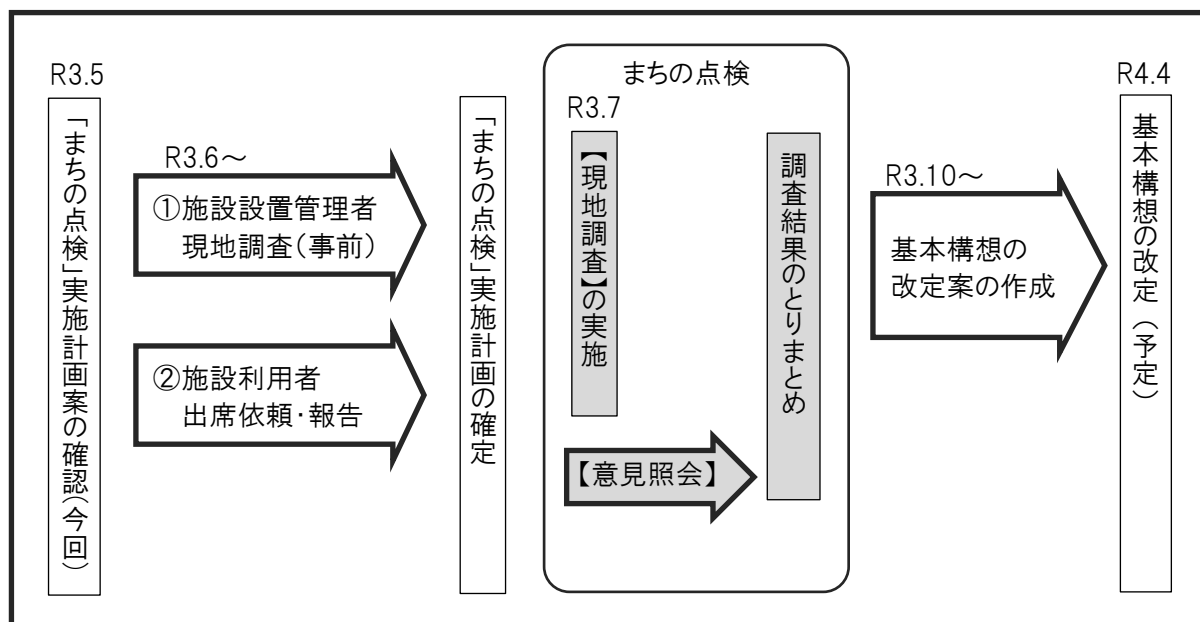 R3.5
「まちの点検」実施計画案の確認(今回)
R3.6～
①施設設置管理者
現地調査(事前)
②施設利用者
出席依頼・報告
「まちの点検」実施計画の確定
まちの点検
R3.7
【現地調査】の実施
【意見照会】
調査結果のとりまとめ
R3.10～
基本構想の
改定案の作成
R4.4
基本構想の改定(予定)